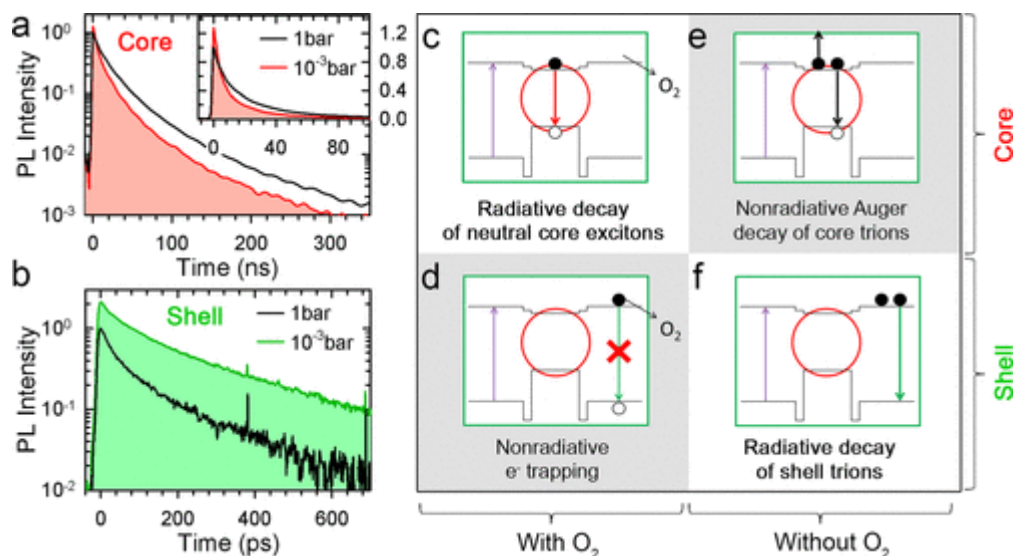 a
Core
1bar
10⁻³bar
1.2
0.8
0.4
0.0
0
40
80
10⁰
10⁻¹
10⁻²
10⁻³
PL Intensity
0
100
200
300
Time (ns)
b
Shell
1bar
10⁻³bar
10⁰
10⁻¹
10⁻²
PL Intensity
0
200
400
600
Time (ps)
c
O₂
Radiative decay
of neutral core excitons
e
Nonradiative Auger
decay of core trions
Core
d
O₂
Nonradiative
e⁻ trapping
f
Radiative decay
of shell trions
Shell
With O₂
Without O₂